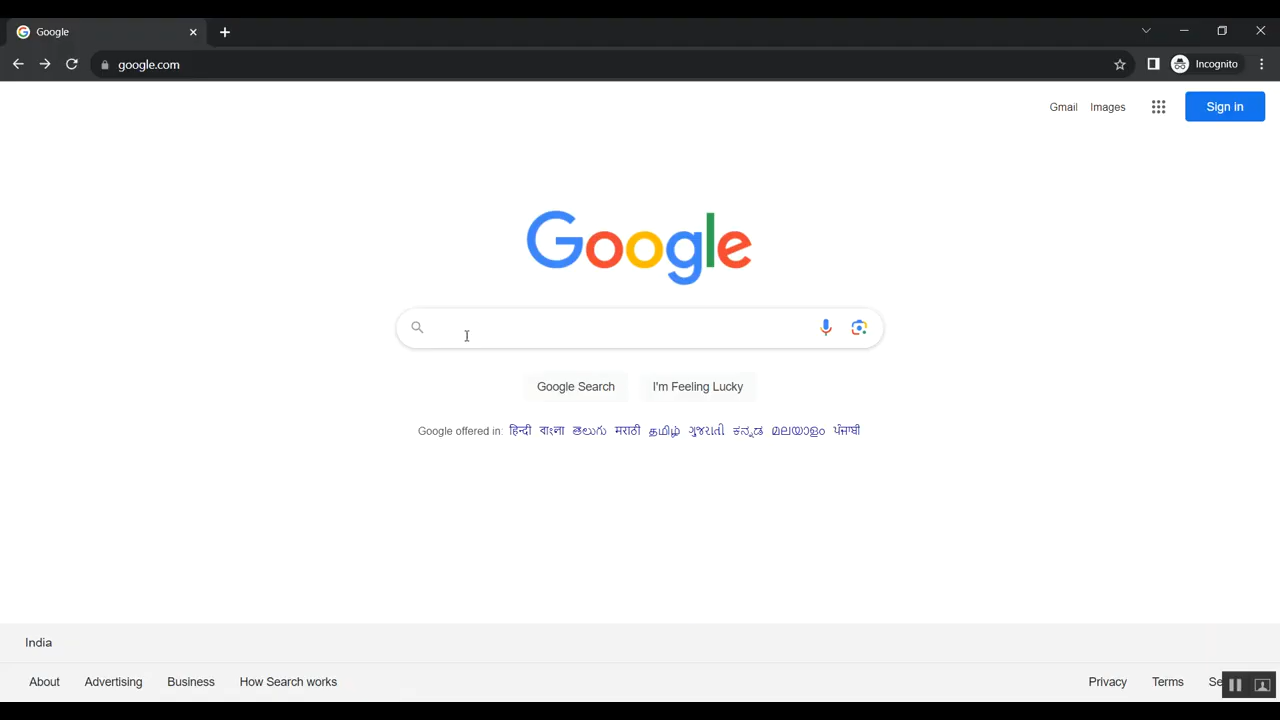 Google
google.com
Incognito
Gmail Images Sign in
Google
Google Search I'm Feeling Lucky
Google offered in: हिन्दी বাংলা తెలుగు मराठी தமிழ் ગુજરાતી ಕನ್ನಡ മലയാളം ਪੰਜਾਬੀ
India
About Advertising Business How Search works Privacy Terms Se